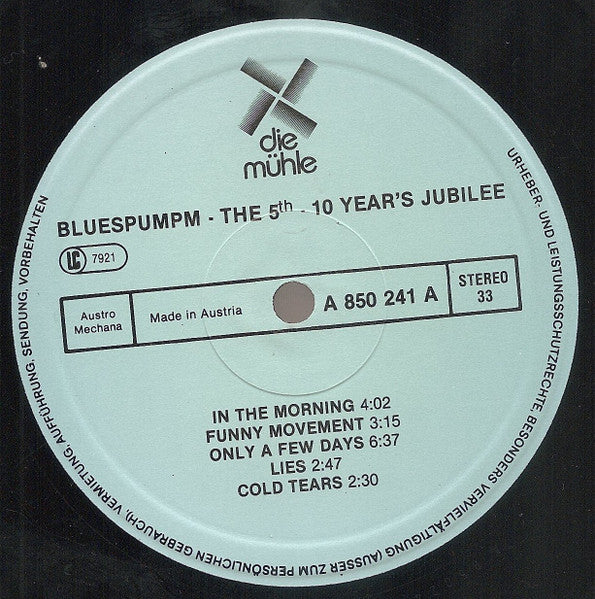 die
mühle
BLUESPUMPM - THE 5th - 10 YEAR'S JUBILEE
LC 7921
Austro
Mechana
Made in Austria
A 850 241 A
STEREO
33
IN THE MORNING 4:02
FUNNY MOVEMENT 3:15
ONLY A FEW DAYS 6:37
LIES 2:47
COLD TEARS 2:30
URHEBER- UND LEISTUNGSSCHUTZRECHTE, BESONDERS VERVIELFÄLTIGUNG (AUSSER ZUM PERSÖNLICHEN GEBRAUCH), VERMIETUNG, AUFFÜHRUNG, SENDUNG, VORBEHALTEN